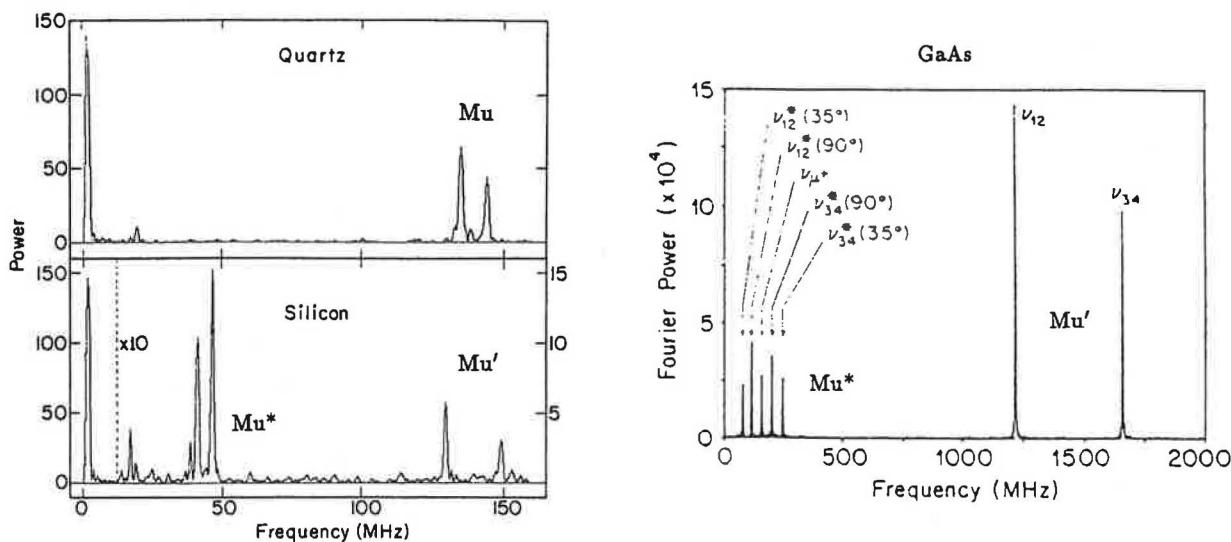 150
Quartz
100
Mu
50
0
Power
150
15
Silicon
100
x10
10
Mu′
50
Mu*
5
0
0
50
100
150
Frequency (MHz)
GaAs
15
ν12* (35°)
ν12* (90°)
νμ+
ν34* (90°)
ν34* (35°)
ν12
ν34
10
5
0
Mu′
Mu*
Fourier Power (×10⁴)
0
500
1000
1500
2000
Frequency (MHz)